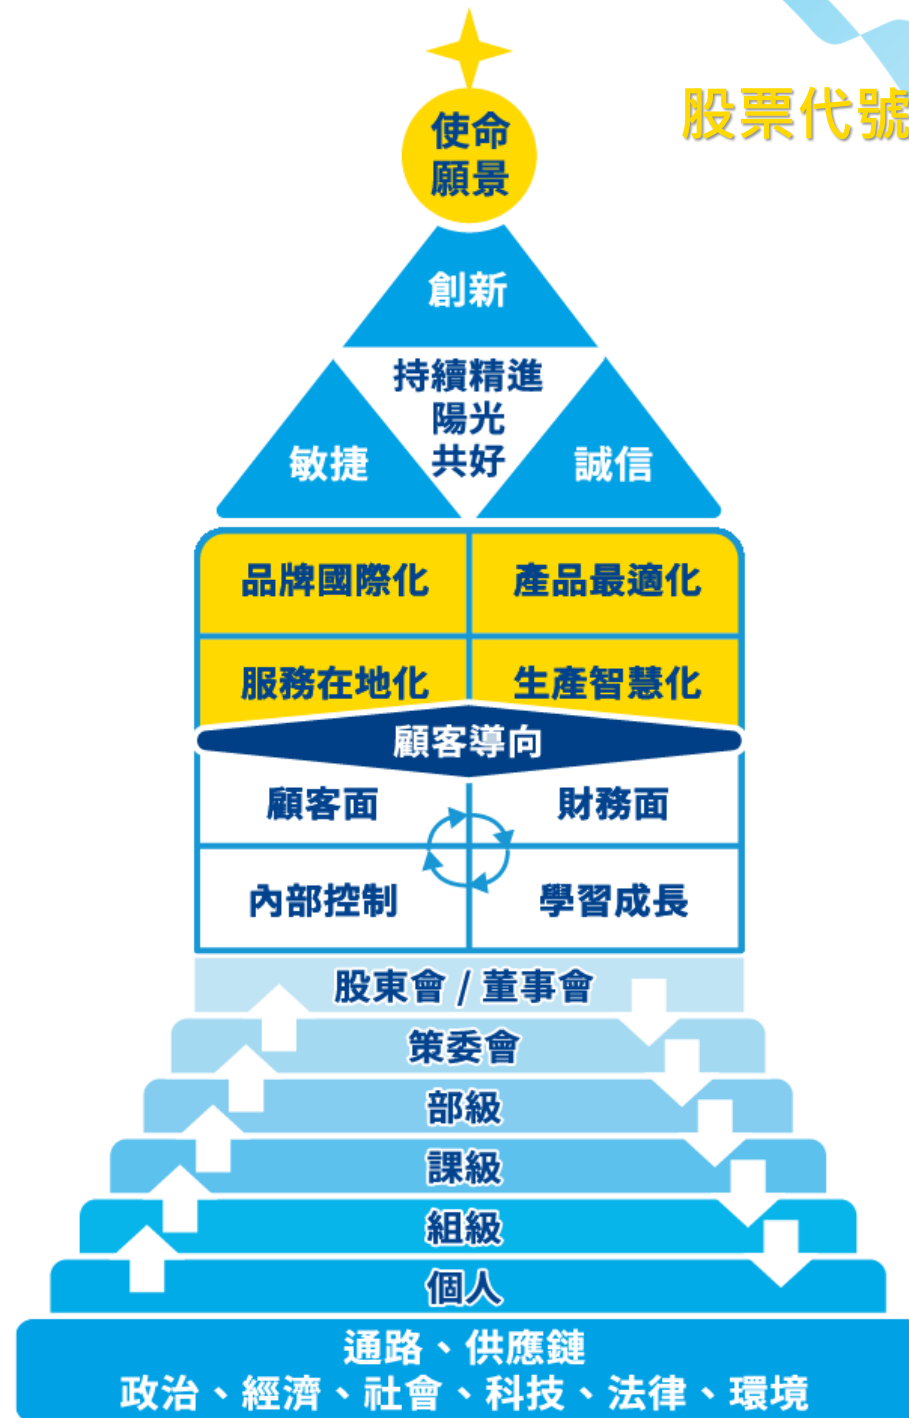 股票代號
使命
願景
創新
持續精進
陽光
共好
敏捷
誠信
品牌國際化
產品最適化
服務在地化
生產智慧化
顧客導向
顧客面
財務面
內部控制
學習成長
股東會 / 董事會
策委會
部級
課級
組級
個人
通路、供應鏈
政治、經濟、社會、科技、法律、環境